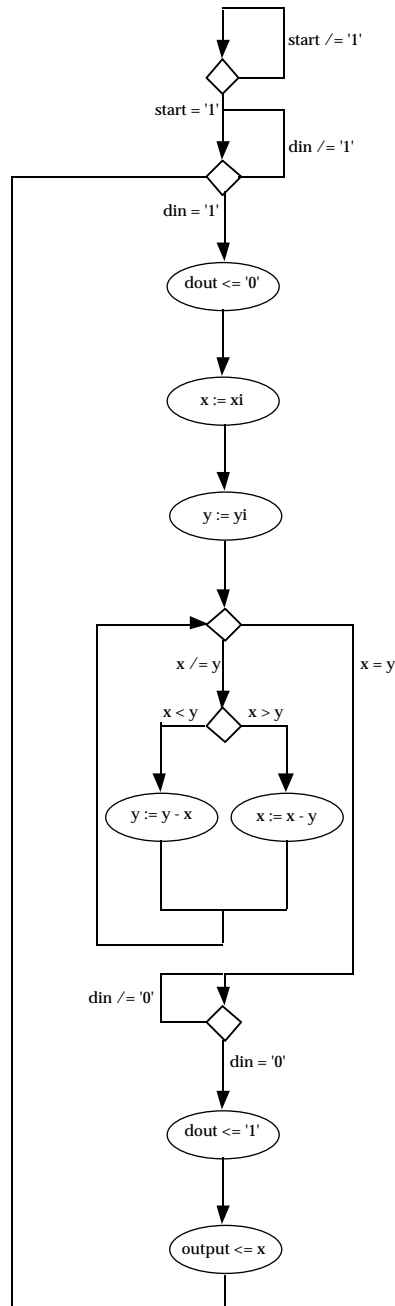 start /= '1'
start = '1'
din /= '1'
din = '1'
dout <= '0'
x := xi
y := yi
x /= y
x = y
x < y
x > y
y := y - x
x := x - y
din /= '0'
din = '0'
dout <= '1'
output <= x